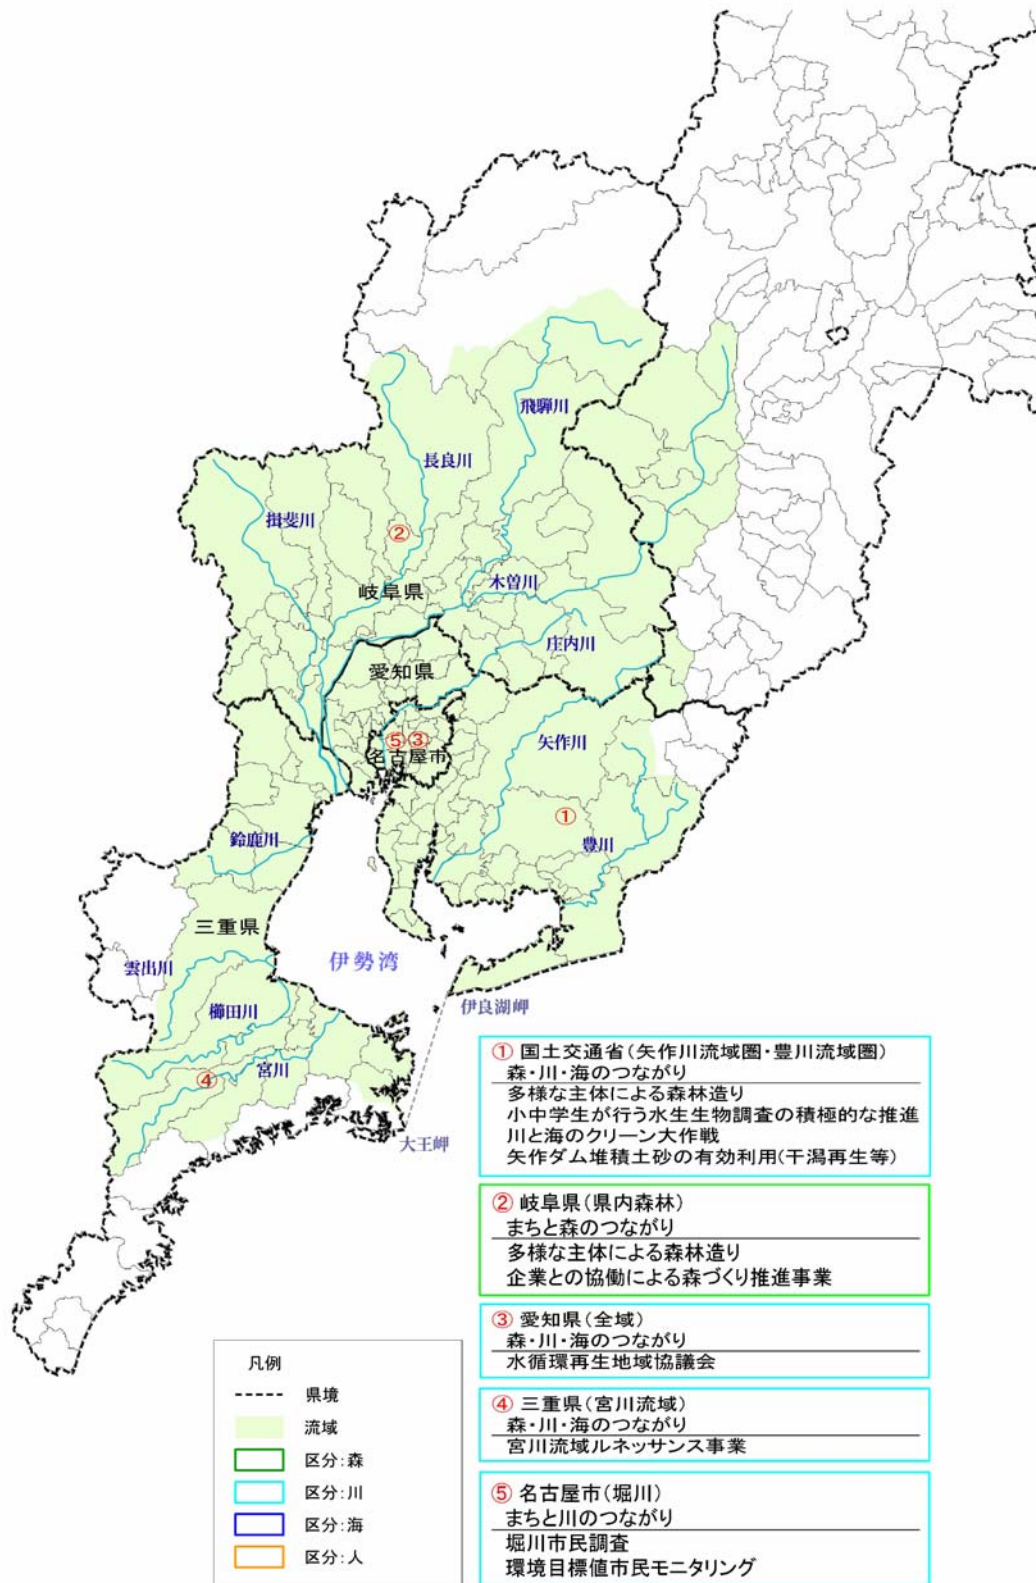 飛騨川
長良川
揖斐川
②
木曽川
岐阜県
庄内川
愛知県
⑤ ③
名古屋市
矢作川
①
豊川
鈴鹿川
三重県
雲出川
伊勢湾
櫛田川
伊良湖岬
宮川
④
大王岬
① 国土交通省(矢作川流域圏・豊川流域圏)
森・川・海のつながり
多様な主体による森林造り
小中学生が行う水生生物調査の積極的な推進
川と海のクリーン大作戦
矢作ダム堆積土砂の有効利用(干潟再生等)
② 岐阜県(県内森林)
まちと森のつながり
多様な主体による森林造り
企業との協働による森づくり推進事業
③ 愛知県(全域)
森・川・海のつながり
水循環再生地域協議会
④ 三重県(宮川流域)
森・川・海のつながり
宮川流域ルネッサンス事業
⑤ 名古屋市(堀川)
まちと川のつながり
堀川市民調査
環境目標値市民モニタリング
凡例
県境
流域
区分:森
区分:川
区分:海
区分:人